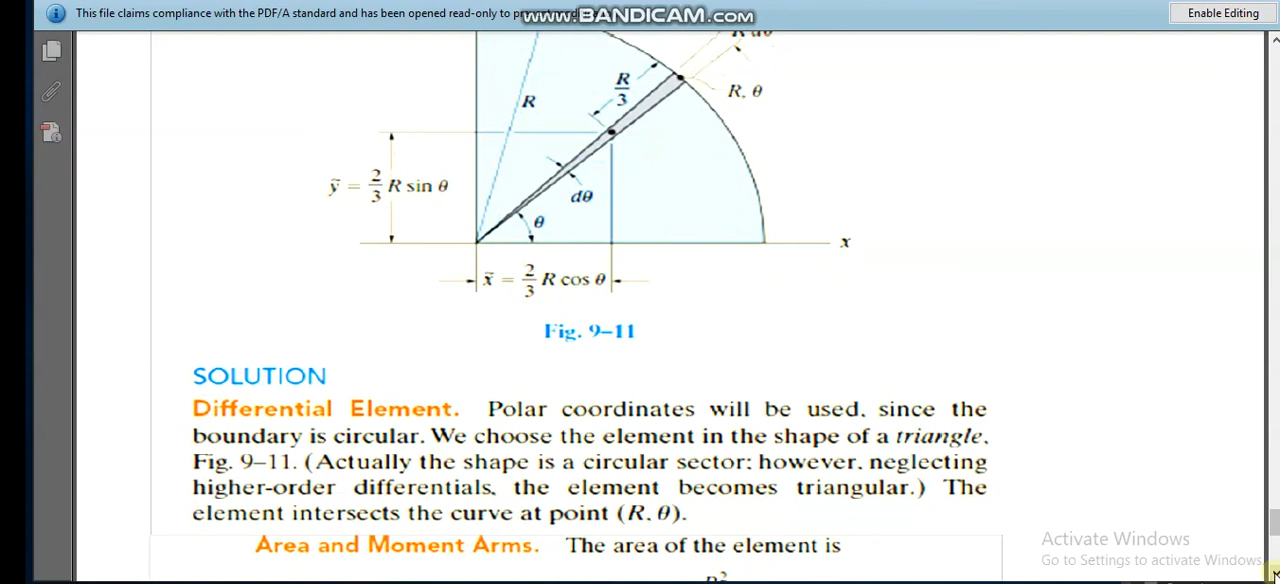 This file claims compliance with the PDF/A standard and has been opened read-only to
www.BANDICAM.com
Enable Editing
R dθ
R
3
R, θ
R
ỹ = 2/3 R sin θ
dθ
θ
x
x̃ = 2/3 R cos θ
Fig. 9–11
SOLUTION
Differential Element. Polar coordinates will be used, since the
boundary is circular. We choose the element in the shape of a triangle,
Fig. 9–11. (Actually the shape is a circular sector; however, neglecting
higher-order differentials, the element becomes triangular.) The
element intersects the curve at point (R, θ).
Activate Windows
Area and Moment Arms. The area of the element is
Go to Settings to activate Windows.